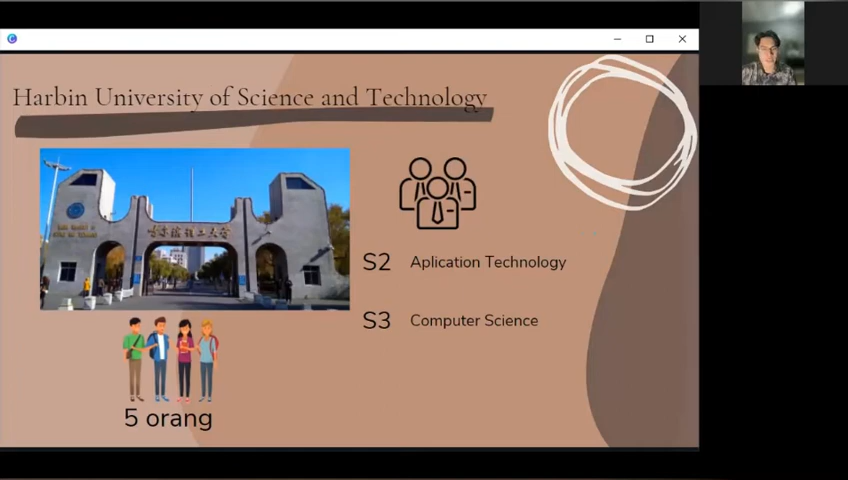 Harbin University of Science and Technology
S2 Aplication Technology
S3 Computer Science
5 orang